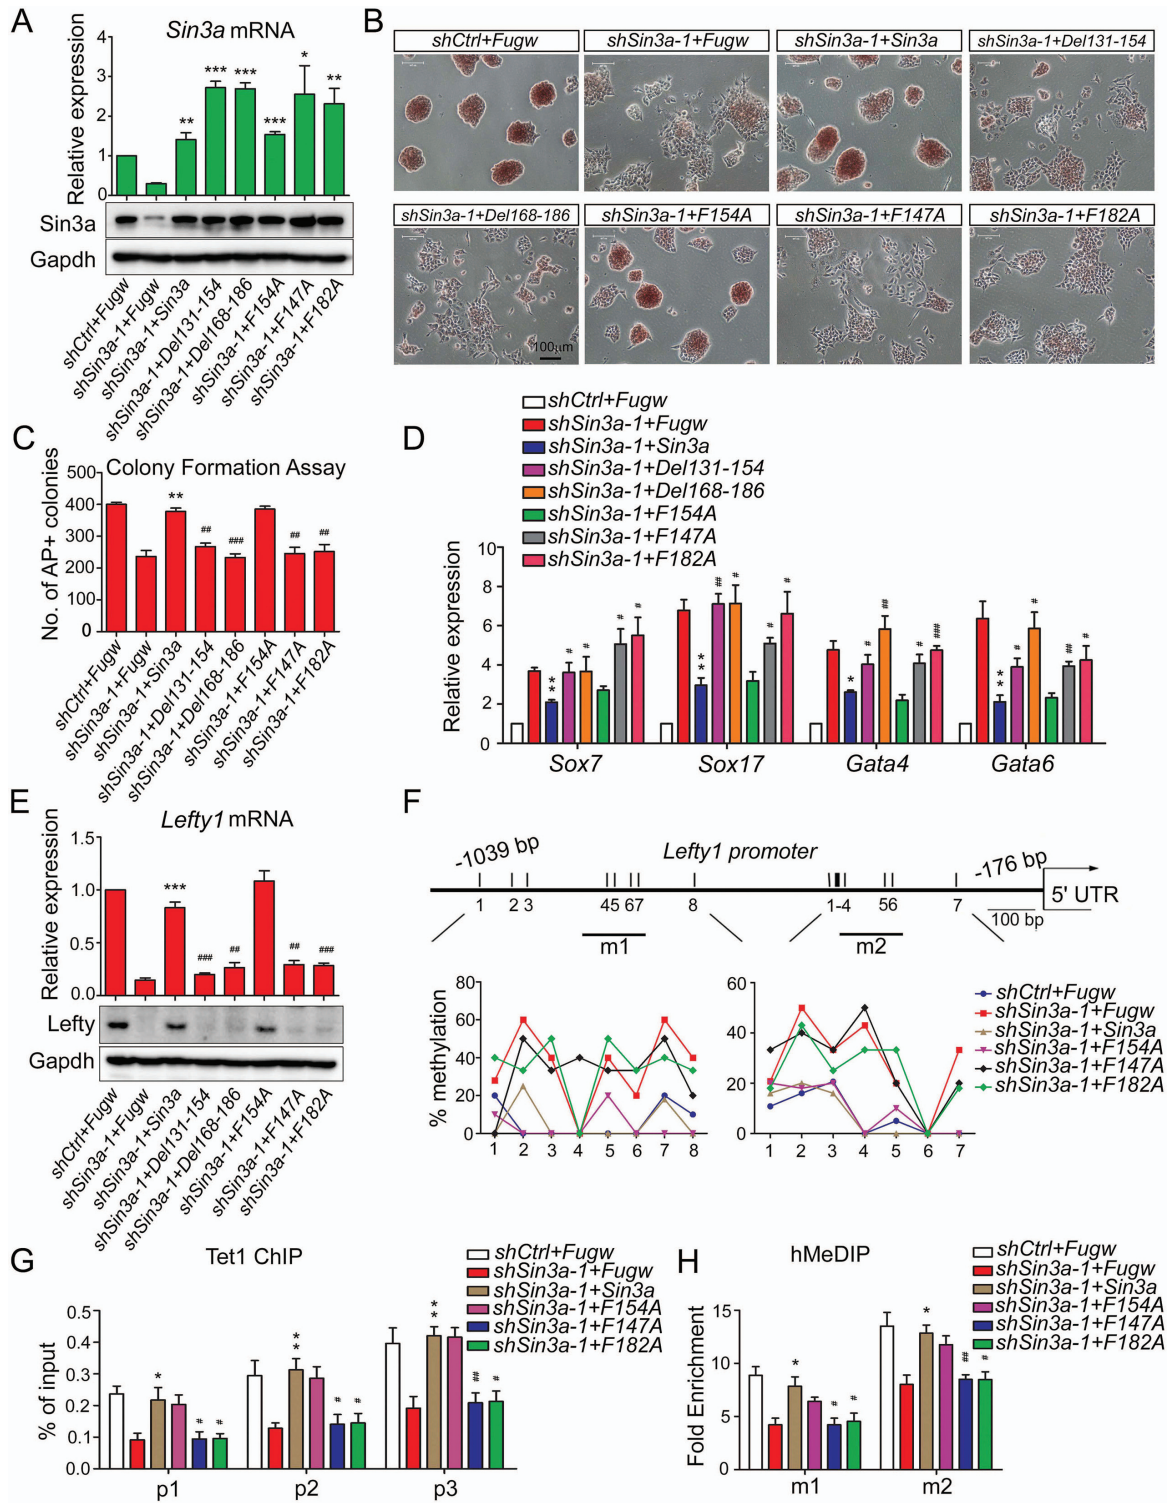 A
Sin3a mRNA
Relative expression
4
3
2
1
0
*** *** * **
** ***
Sin3a
Gapdh
shCtrl+Fugw
shSin3a-1+Fugw
shSin3a-1+Sin3a
shSin3a-1+Del131-154
shSin3a-1+Del168-186
shSin3a-1+F154A
shSin3a-1+F147A
shSin3a-1+F182A
B
shCtrl+Fugw shSin3a-1+Fugw shSin3a-1+Sin3a shSin3a-1+Del131-154
shSin3a-1+Del168-186 shSin3a-1+F154A shSin3a-1+F147A shSin3a-1+F182A
100μm
C
Colony Formation Assay
No. of AP+ colonies
500
400
300
200
100
0
** ## ### ## ##
shCtrl+Fugw
shSin3a-1+Fugw
shSin3a-1+Sin3a
shSin3a-1+Del131-154
shSin3a-1+Del168-186
shSin3a-1+F154A
shSin3a-1+F147A
shSin3a-1+F182A
D
shCtrl+Fugw
shSin3a-1+Fugw
shSin3a-1+Sin3a
shSin3a-1+Del131-154
shSin3a-1+Del168-186
shSin3a-1+F154A
shSin3a-1+F147A
shSin3a-1+F182A
Relative expression
10
8
6
4
2
0
** # # # #
** ## # # #
* # ## # ###
** # # ## #
Sox7 Sox17 Gata4 Gata6
E
Lefty1 mRNA
Relative expression
1.5
1.0
0.5
0.0
*** ### ## ## ###
Lefty
Gapdh
shCtrl+Fugw
shSin3a-1+Fugw
shSin3a-1+Sin3a
shSin3a-1+Del131-154
shSin3a-1+Del168-186
shSin3a-1+F154A
shSin3a-1+F147A
shSin3a-1+F182A
F
-1039 bp Lefty1 promoter -176 bp
5' UTR
1 2 3 45 67 8 1-4 56 7
100 bp
m1 m2
% methylation
80
60
40
20
0
1 2 3 4 5 6 7 8
60
40
20
0
1 2 3 4 5 6 7
shCtrl+Fugw
shSin3a-1+Fugw
shSin3a-1+Sin3a
shSin3a-1+F154A
shSin3a-1+F147A
shSin3a-1+F182A
G
Tet1 ChIP
shCtrl+Fugw
shSin3a-1+Fugw
shSin3a-1+Sin3a
shSin3a-1+F154A
shSin3a-1+F147A
shSin3a-1+F182A
% of input
0.5
0.4
0.3
0.2
0.1
0.0
* # #
** # #
** ## #
p1 p2 p3
H
hMeDIP
shCtrl+Fugw
shSin3a-1+Fugw
shSin3a-1+Sin3a
shSin3a-1+F154A
shSin3a-1+F147A
shSin3a-1+F182A
Fold Enrichment
15
10
5
0
* # #
* ## #
m1 m2